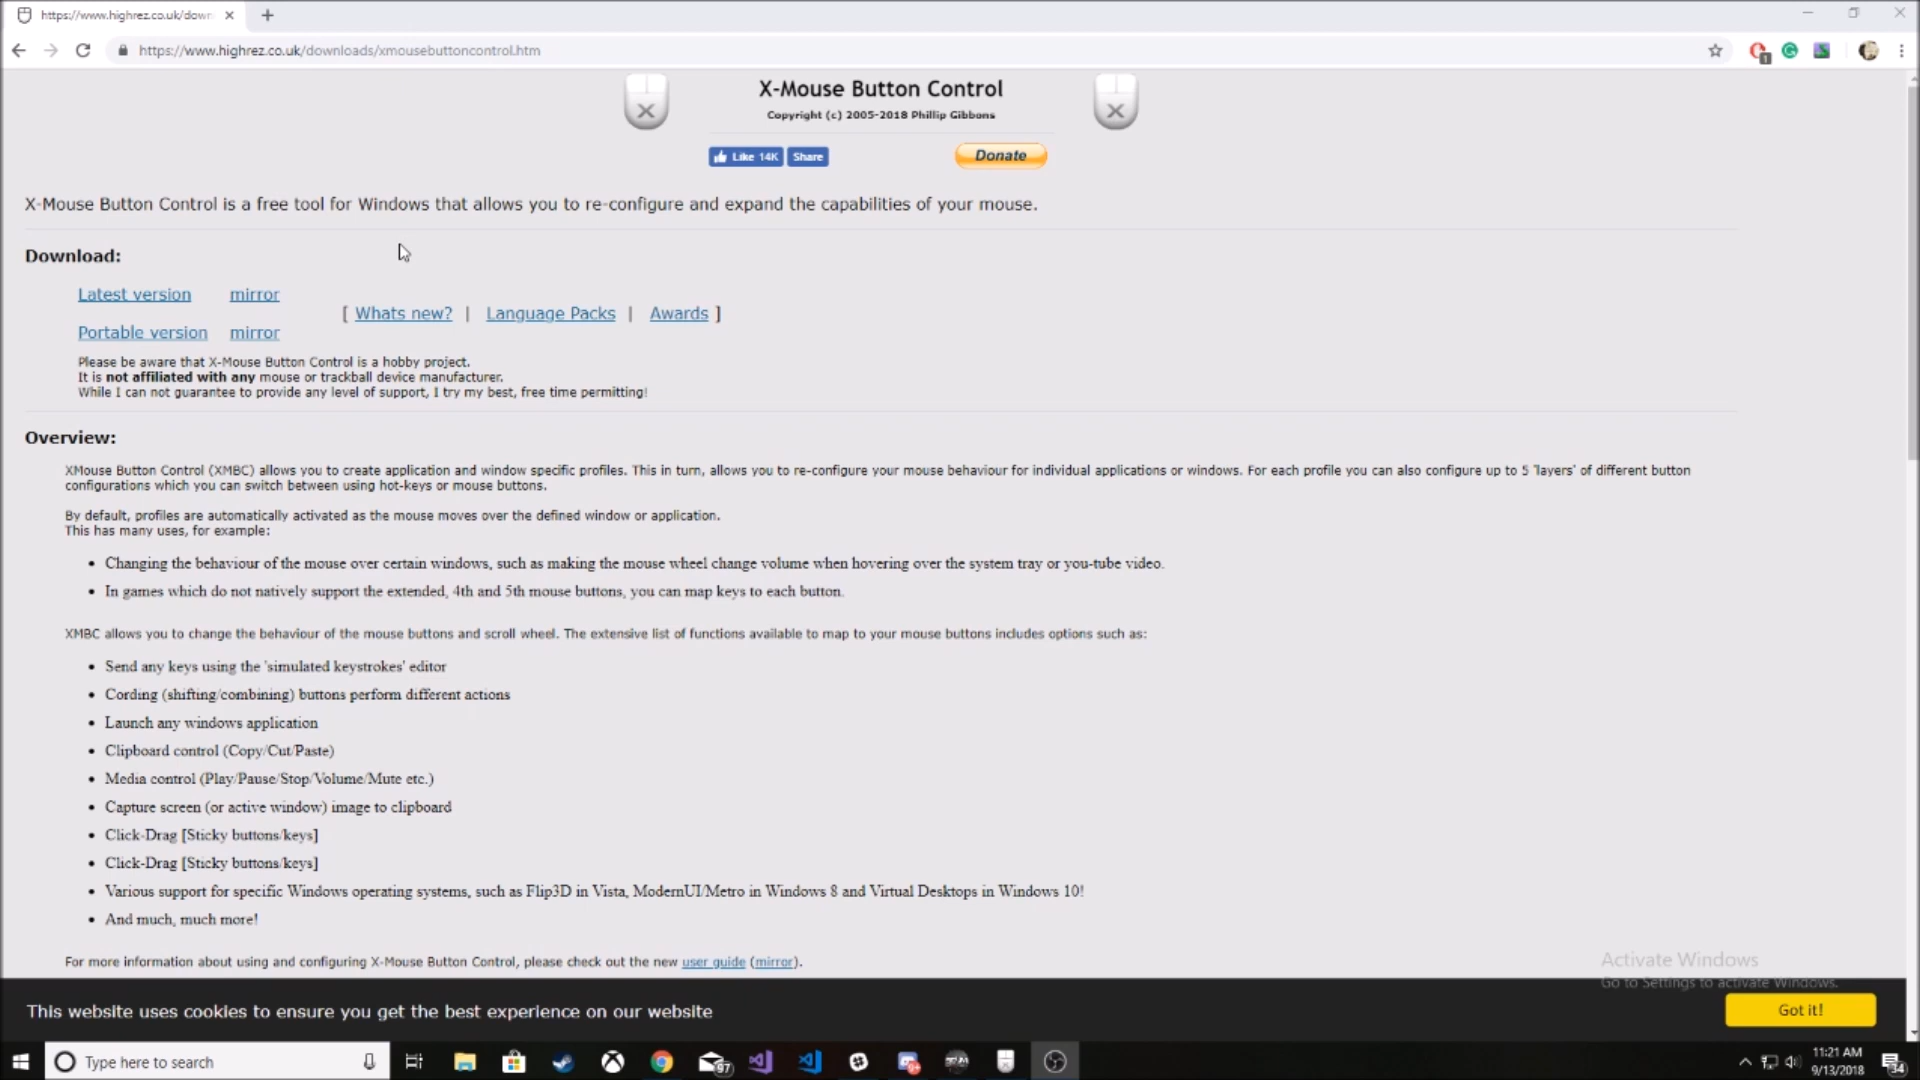 https://www.highrez.co.uk/down
https://www.highrez.co.uk/downloads/xmousebuttoncontrol.htm
1
X-Mouse Button Control
Copyright (c) 2005-2018 Phillip Gibbons
Like 14K Share
Donate
X-Mouse Button Control is a free tool for Windows that allows you to re-configure and expand the capabilities of your mouse.
Download:
Latest version mirror
[ Whats new? | Language Packs | Awards ]
Portable version mirror
Please be aware that X-Mouse Button Control is a hobby project.
It is not affiliated with any mouse or trackball device manufacturer.
While I can not guarantee to provide any level of support, I try my best, free time permitting!
Overview:
XMouse Button Control (XMBC) allows you to create application and window specific profiles. This in turn, allows you to re-configure your mouse behaviour for individual applications or windows. For each profile you can also configure up to 5 'layers' of different button
configurations which you can switch between using hot-keys or mouse buttons.
By default, profiles are automatically activated as the mouse moves over the defined window or application.
This has many uses, for example:
• Changing the behaviour of the mouse over certain windows, such as making the mouse wheel change volume when hovering over the system tray or you-tube video.
• In games which do not natively support the extended, 4th and 5th mouse buttons, you can map keys to each button.
XMBC allows you to change the behaviour of the mouse buttons and scroll wheel. The extensive list of functions available to map to your mouse buttons includes options such as:
• Send any keys using the 'simulated keystrokes' editor
• Cording (shifting/combining) buttons perform different actions
• Launch any windows application
• Clipboard control (Copy/Cut/Paste)
• Media control (Play/Pause/Stop/Volume/Mute etc.)
• Capture screen (or active window) image to clipboard
• Click-Drag [Sticky buttons/keys]
• Click-Drag [Sticky buttons/keys]
• Various support for specific Windows operating systems, such as Flip3D in Vista, ModernUI/Metro in Windows 8 and Virtual Desktops in Windows 10!
• And much, much more!
For more information about using and configuring X-Mouse Button Control, please check out the new user guide (mirror).
Activate Windows
Go to Settings to activate Windows.
This website uses cookies to ensure you get the best experience on our website
Got it!
Type here to search
97
11:21 AM
9/13/2018
34